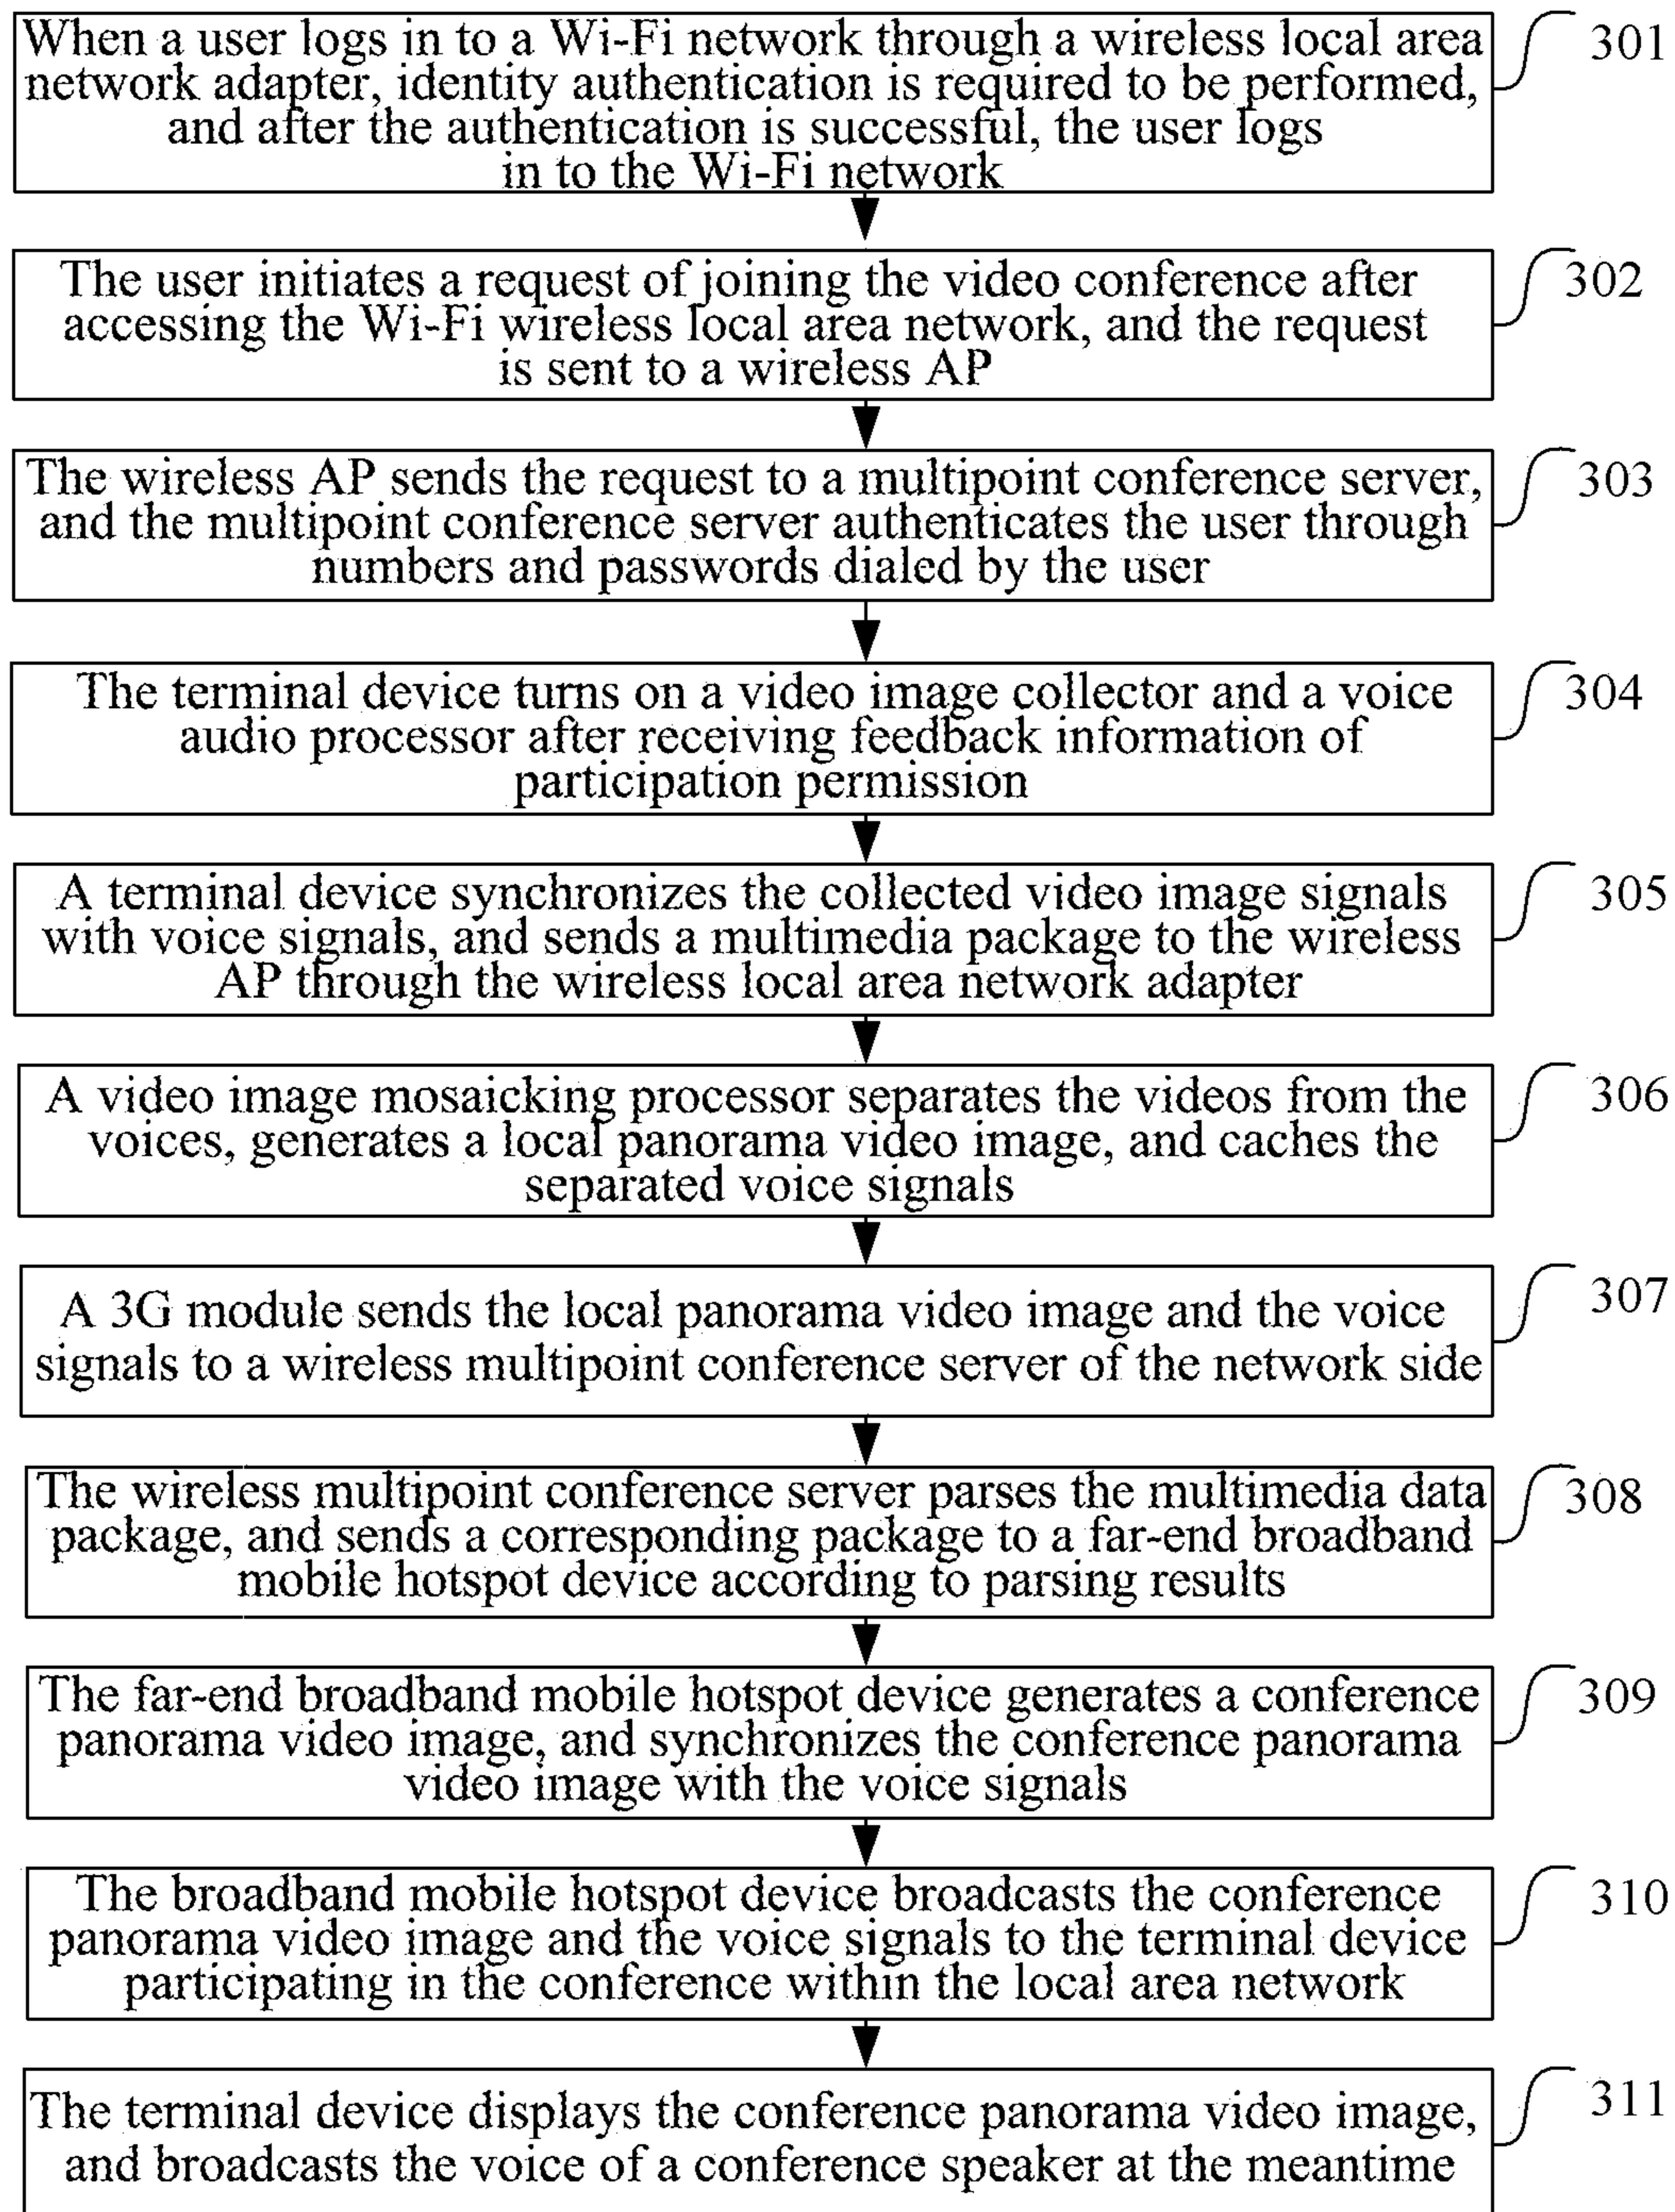 When a user logs in to a Wi-Fi network through a wireless local area
network adapter, identity authentication is required to be performed,
and after the authentication is successful, the user logs
in to the Wi-Fi network
301
The user initiates a request of joining the video conference after
accessing the Wi-Fi wireless local area network, and the request
is sent to a wireless AP
302
The wireless AP sends the request to a multipoint conference server,
and the multipoint conference server authenticates the user through
numbers and passwords dialed by the user
303
The terminal device turns on a video image collector and a voice
audio processor after receiving feedback information of
participation permission
304
A terminal device synchronizes the collected video image signals
with voice signals, and sends a multimedia package to the wireless
AP through the wireless local area network adapter
305
A video image mosaicking processor separates the videos from the
voices, generates a local panorama video image, and caches the
separated voice signals
306
A 3G module sends the local panorama video image and the voice
signals to a wireless multipoint conference server of the network side
307
The wireless multipoint conference server parses the multimedia data
package, and sends a corresponding package to a far-end broadband
mobile hotspot device according to parsing results
308
The far-end broadband mobile hotspot device generates a conference
panorama video image, and synchronizes the conference panorama
video image with the voice signals
309
The broadband mobile hotspot device broadcasts the conference
panorama video image and the voice signals to the terminal device
participating in the conference within the local area network
310
The terminal device displays the conference panorama video image,
and broadcasts the voice of a conference speaker at the meantime
311